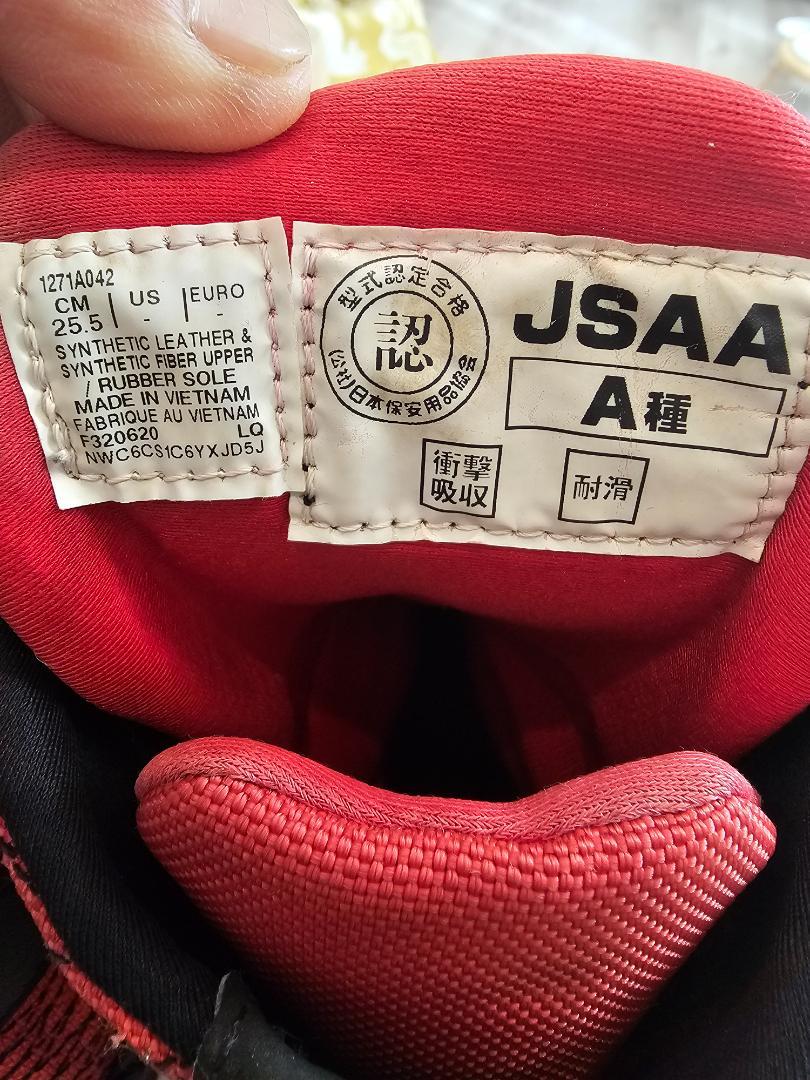 1271A042
CM | US | EURO
25.5 - -
SYNTHETIC LEATHER &
SYNTHETIC FIBER UPPER
/ RUBBER SOLE
MADE IN VIETNAM
FABRIQUE AU VIETNAM
F320620 LQ
NWC6CS1C6YXJD5J
型式認定合格
認
(公社)日本保安用品協会
JSAA
A種
衝撃
吸収
耐滑